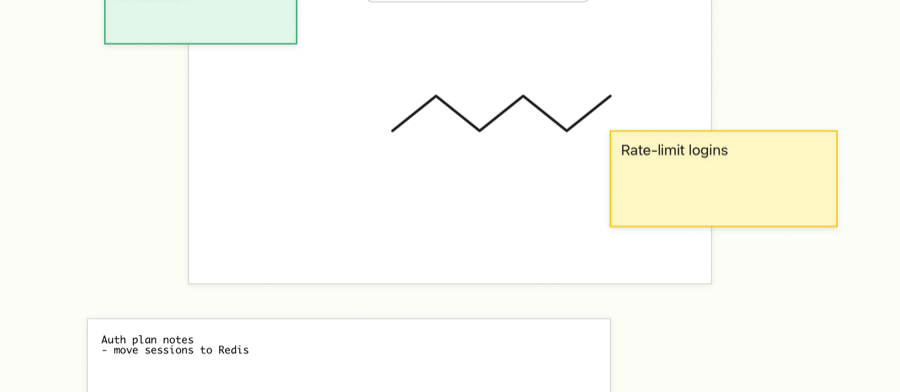 Rate-limit logins
Auth plan notes
- move sessions to Redis